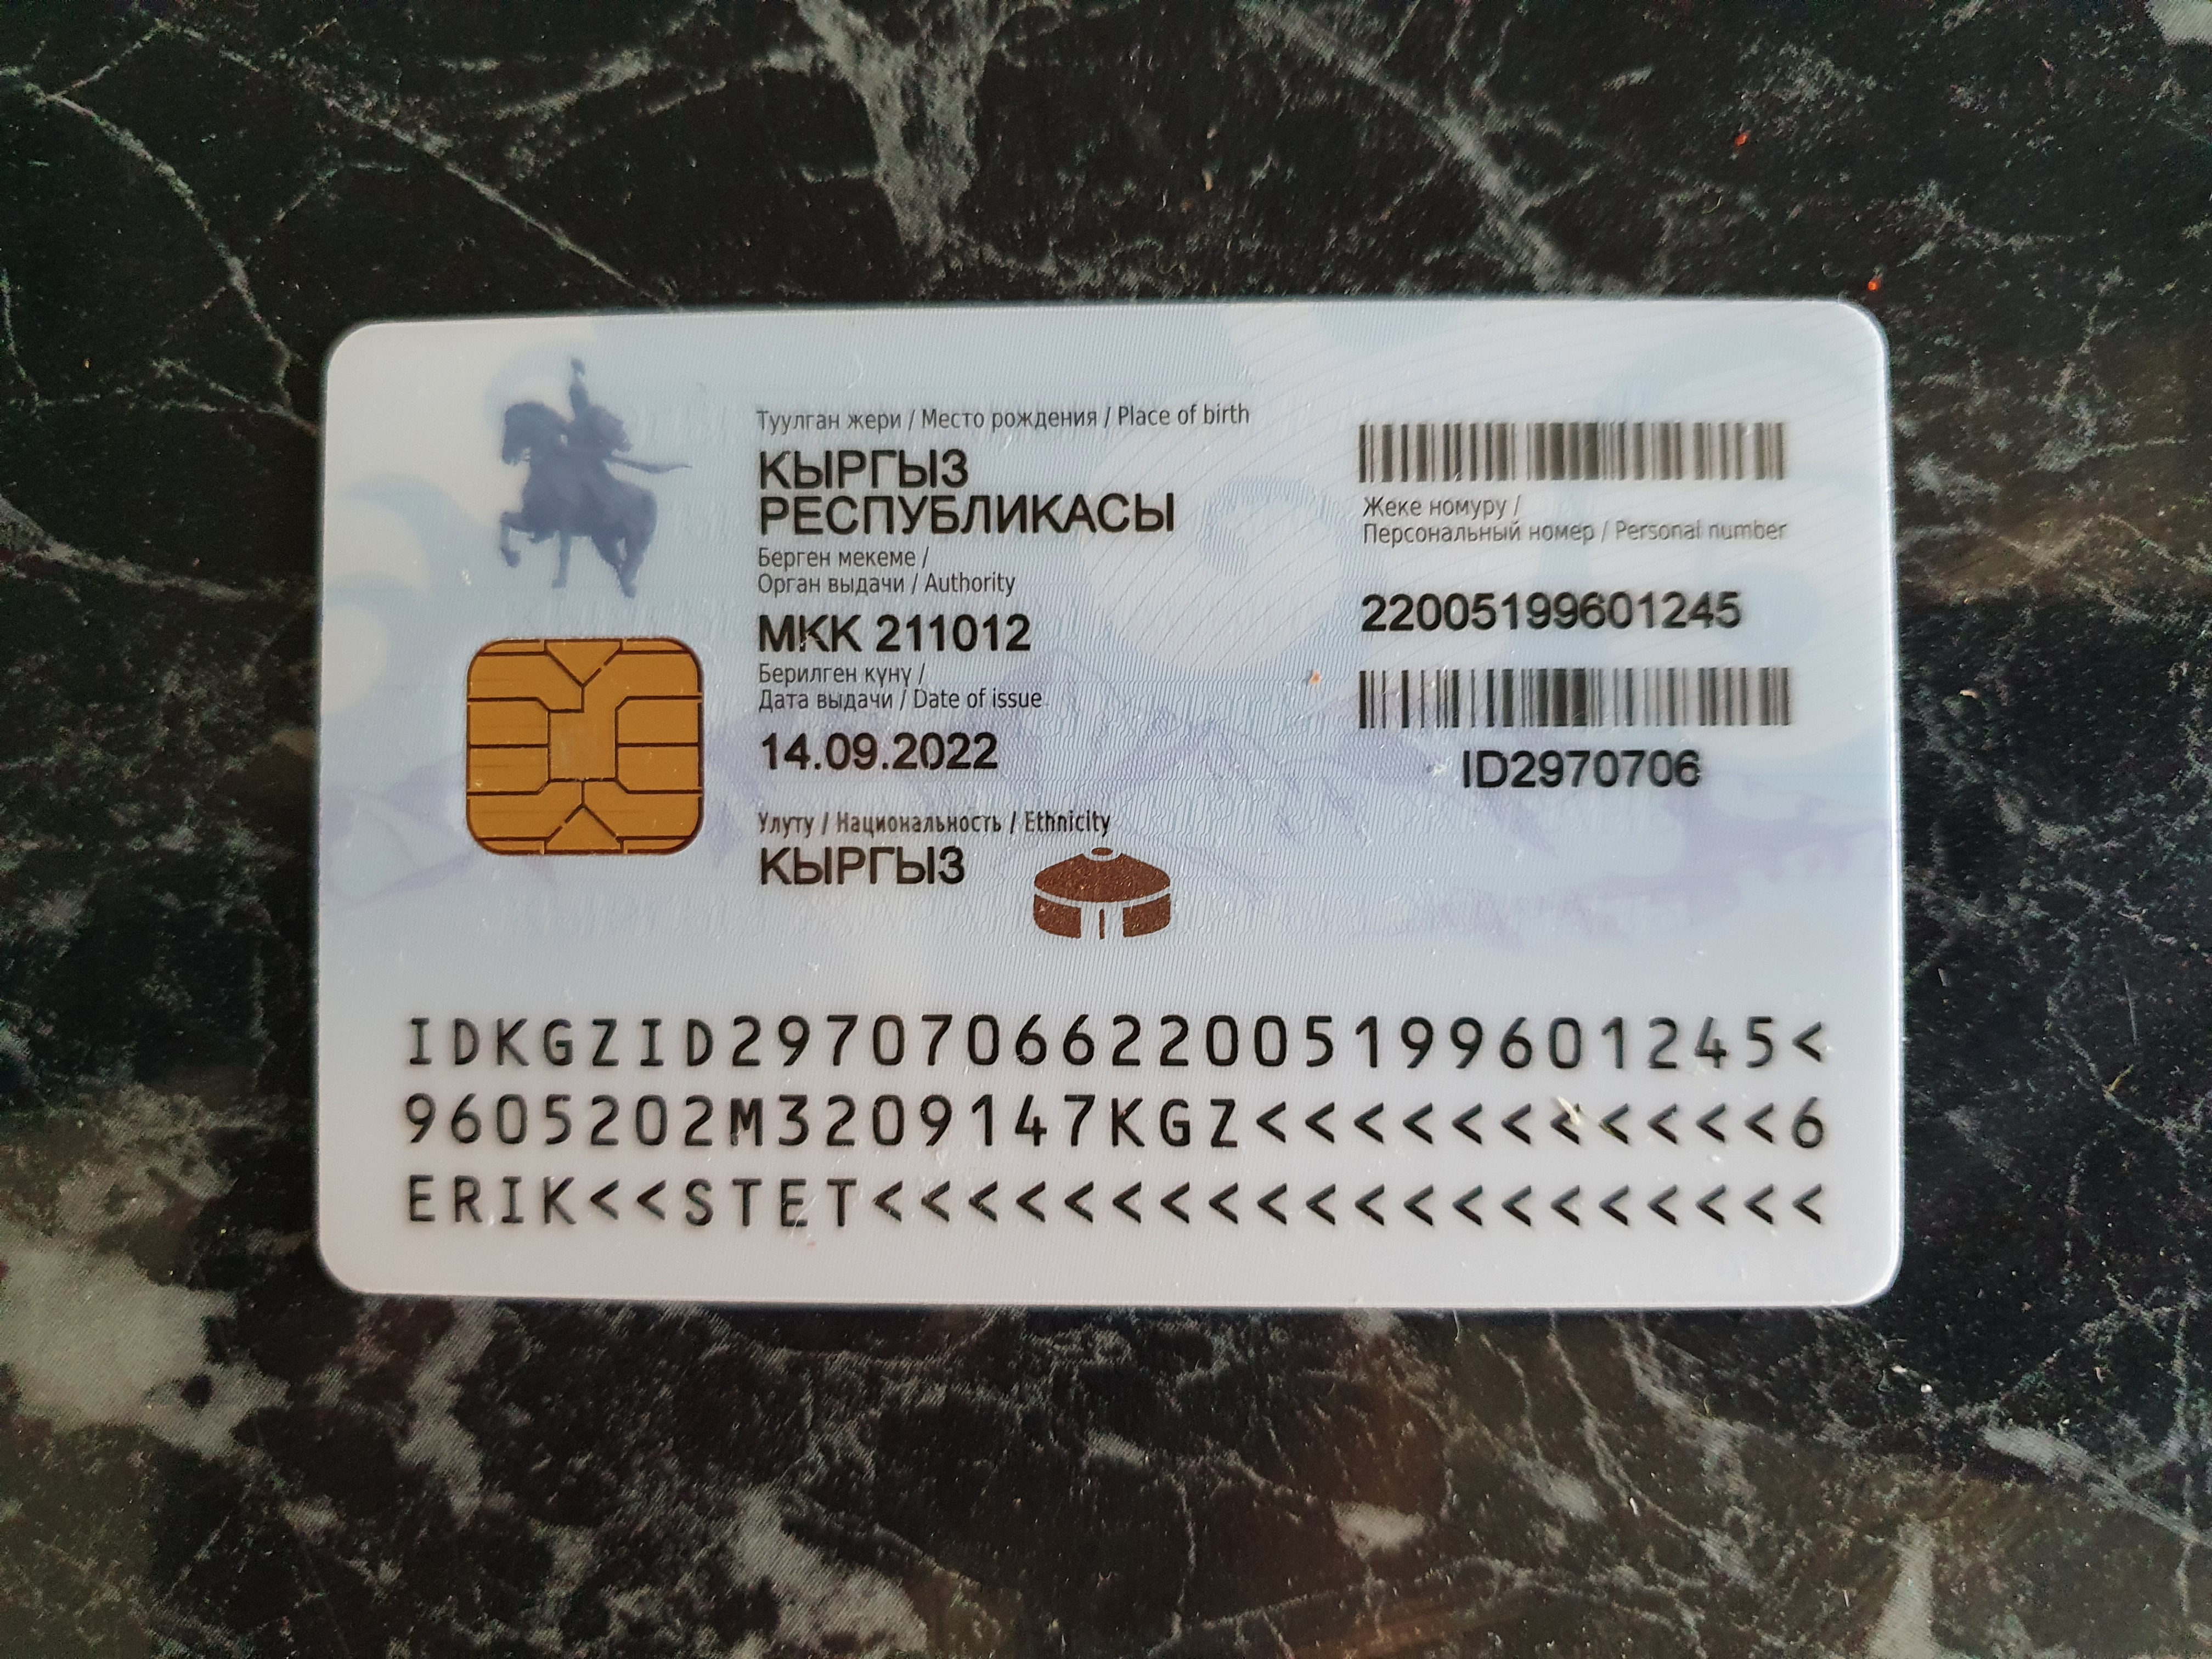 Туулган жери / Место рождения / Place of birth
КЫРГЫЗ
РЕСПУБЛИКАСЫ
Берген мекеме /
Орган выдачи / Authority
МКК 211012
Берилген күнү /
Дата выдачи / Date of issue
14.09.2022
Улуту / Национальность / Ethnicity
КЫРГЫЗ
Жеке номуру /
Персональный номер / Personal number
22005199601245
ID2970706
IDKGZID2970706622005199601245<
9605202M3209147KGZ<<<<<<<<<<<6
ERIK<<STET<<<<<<<<<<<<<<<<<<<<